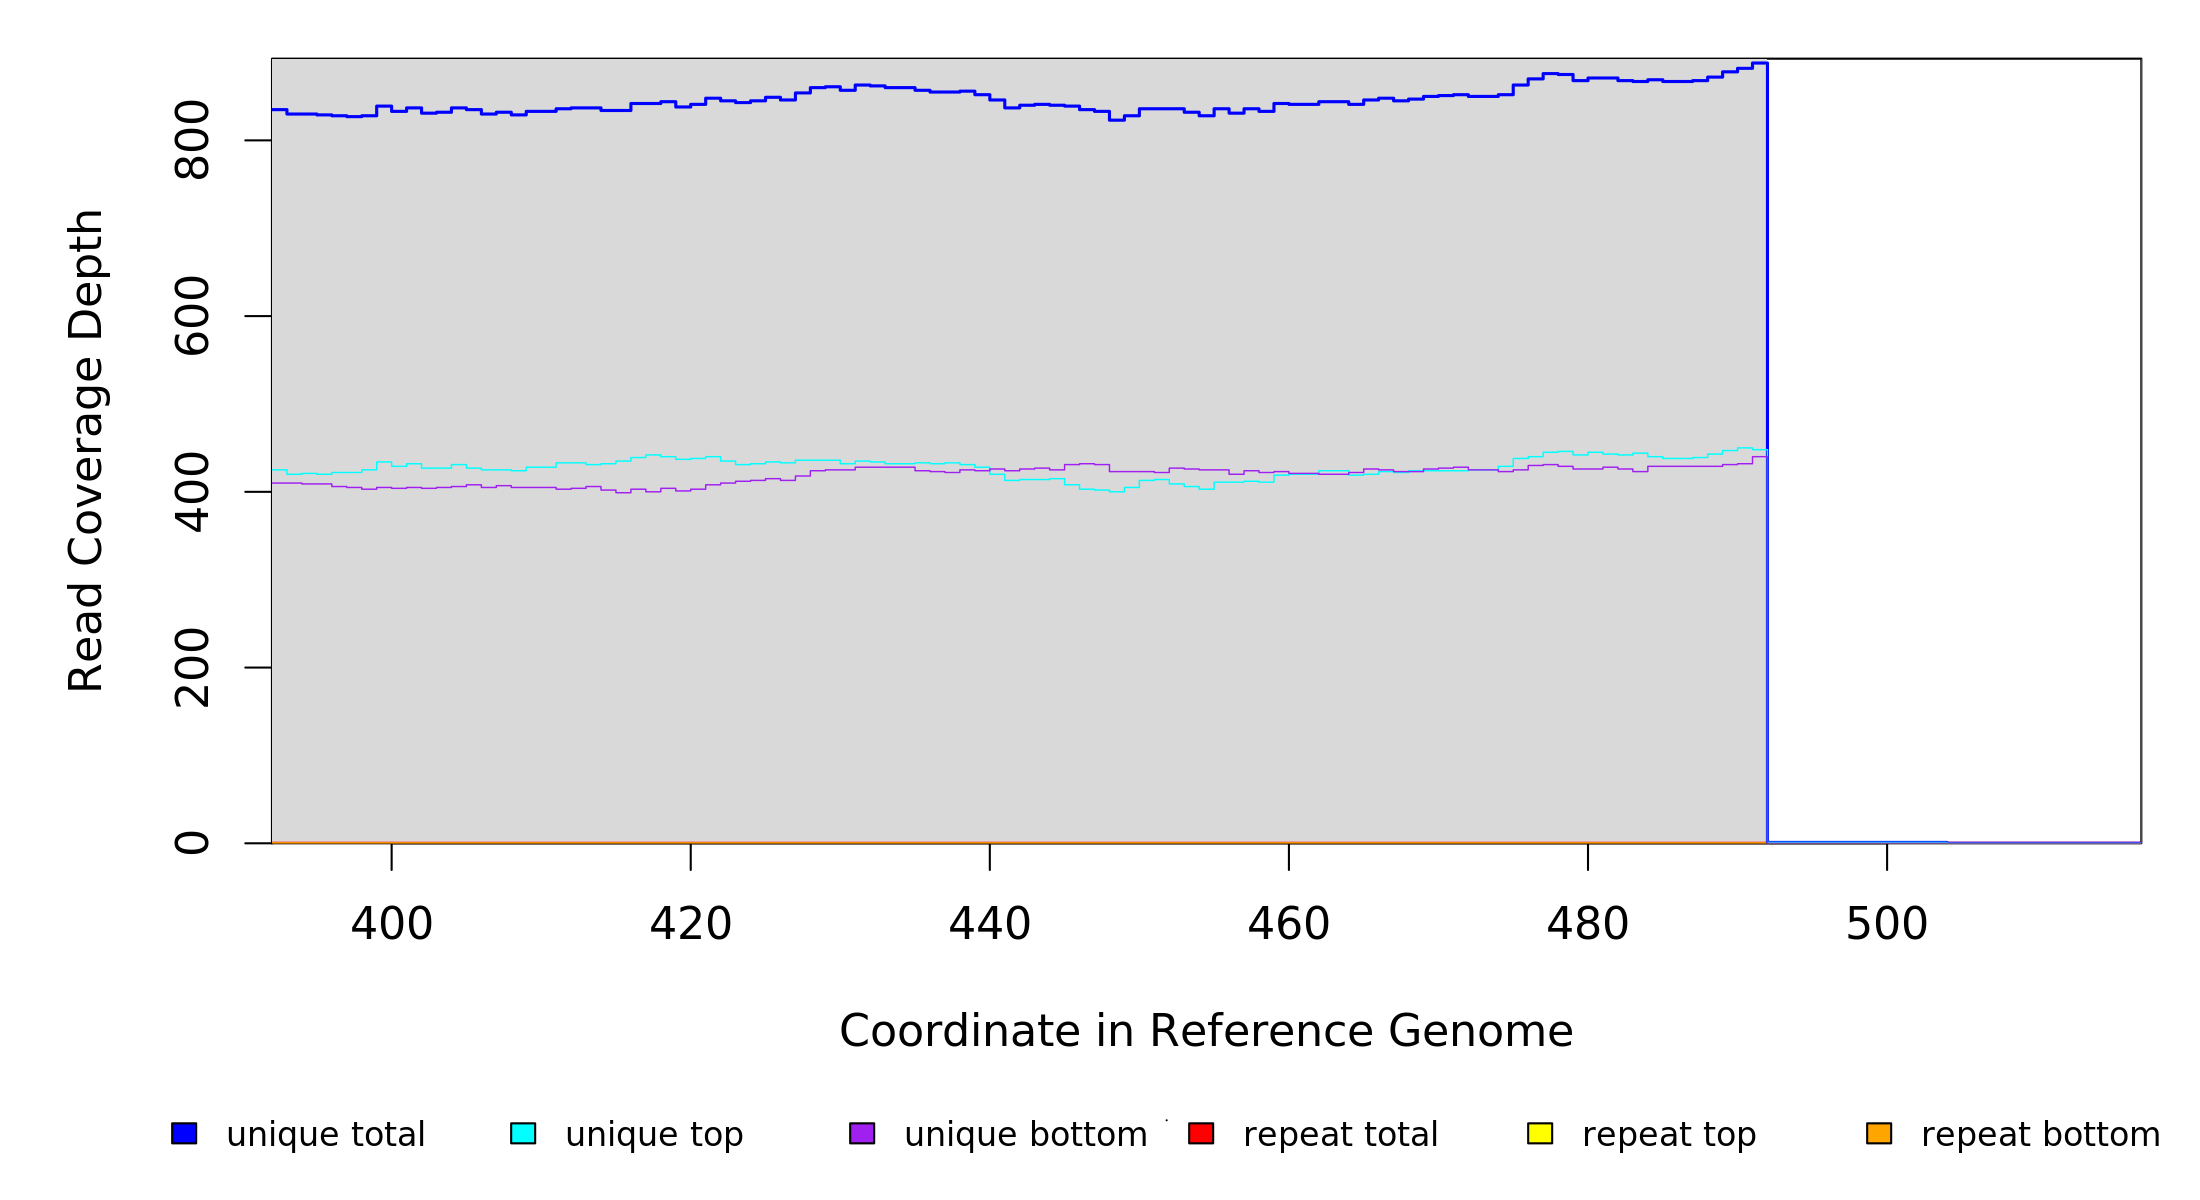 Read Coverage Depth
800
600
400
200
0
400 420 440 460 480 500
Coordinate in Reference Genome
unique total unique top unique bottom repeat total repeat top repeat bottom